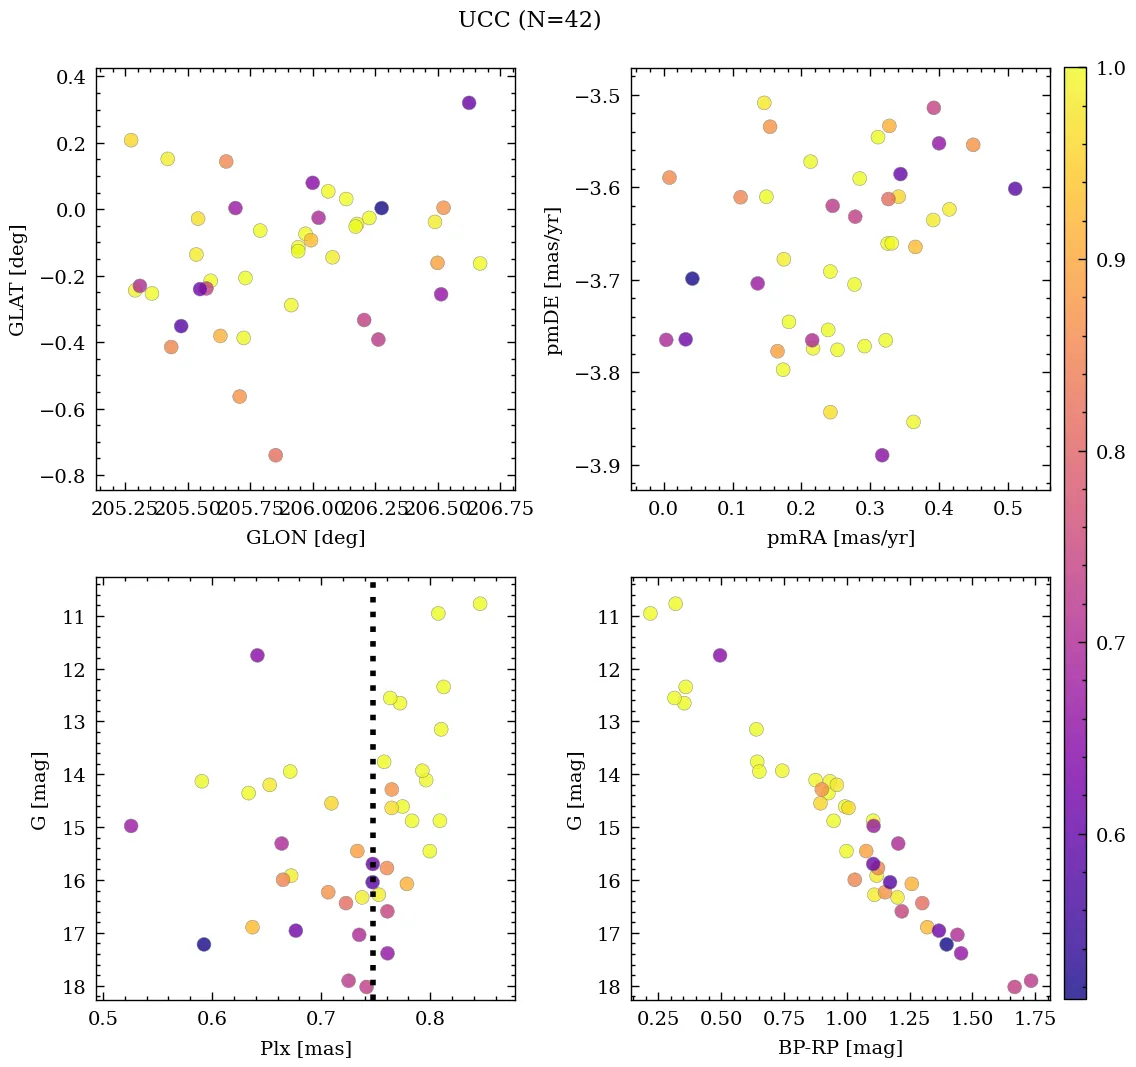 UCC (N=42)
0.4
0.2
0.0
−0.2
−0.4
−0.6
−0.8
GLAT [deg]
205.25 205.50 205.75 206.00 206.25 206.50 206.75
GLON [deg]
−3.5
−3.6
−3.7
−3.8
−3.9
pmDE [mas/yr]
0.0 0.1 0.2 0.3 0.4 0.5
pmRA [mas/yr]
1.0
0.9
0.8
0.7
0.6
11
12
13
14
15
16
17
18
G [mag]
0.5 0.6 0.7 0.8
Plx [mas]
11
12
13
14
15
16
17
18
G [mag]
0.25 0.50 0.75 1.00 1.25 1.50 1.75
BP-RP [mag]